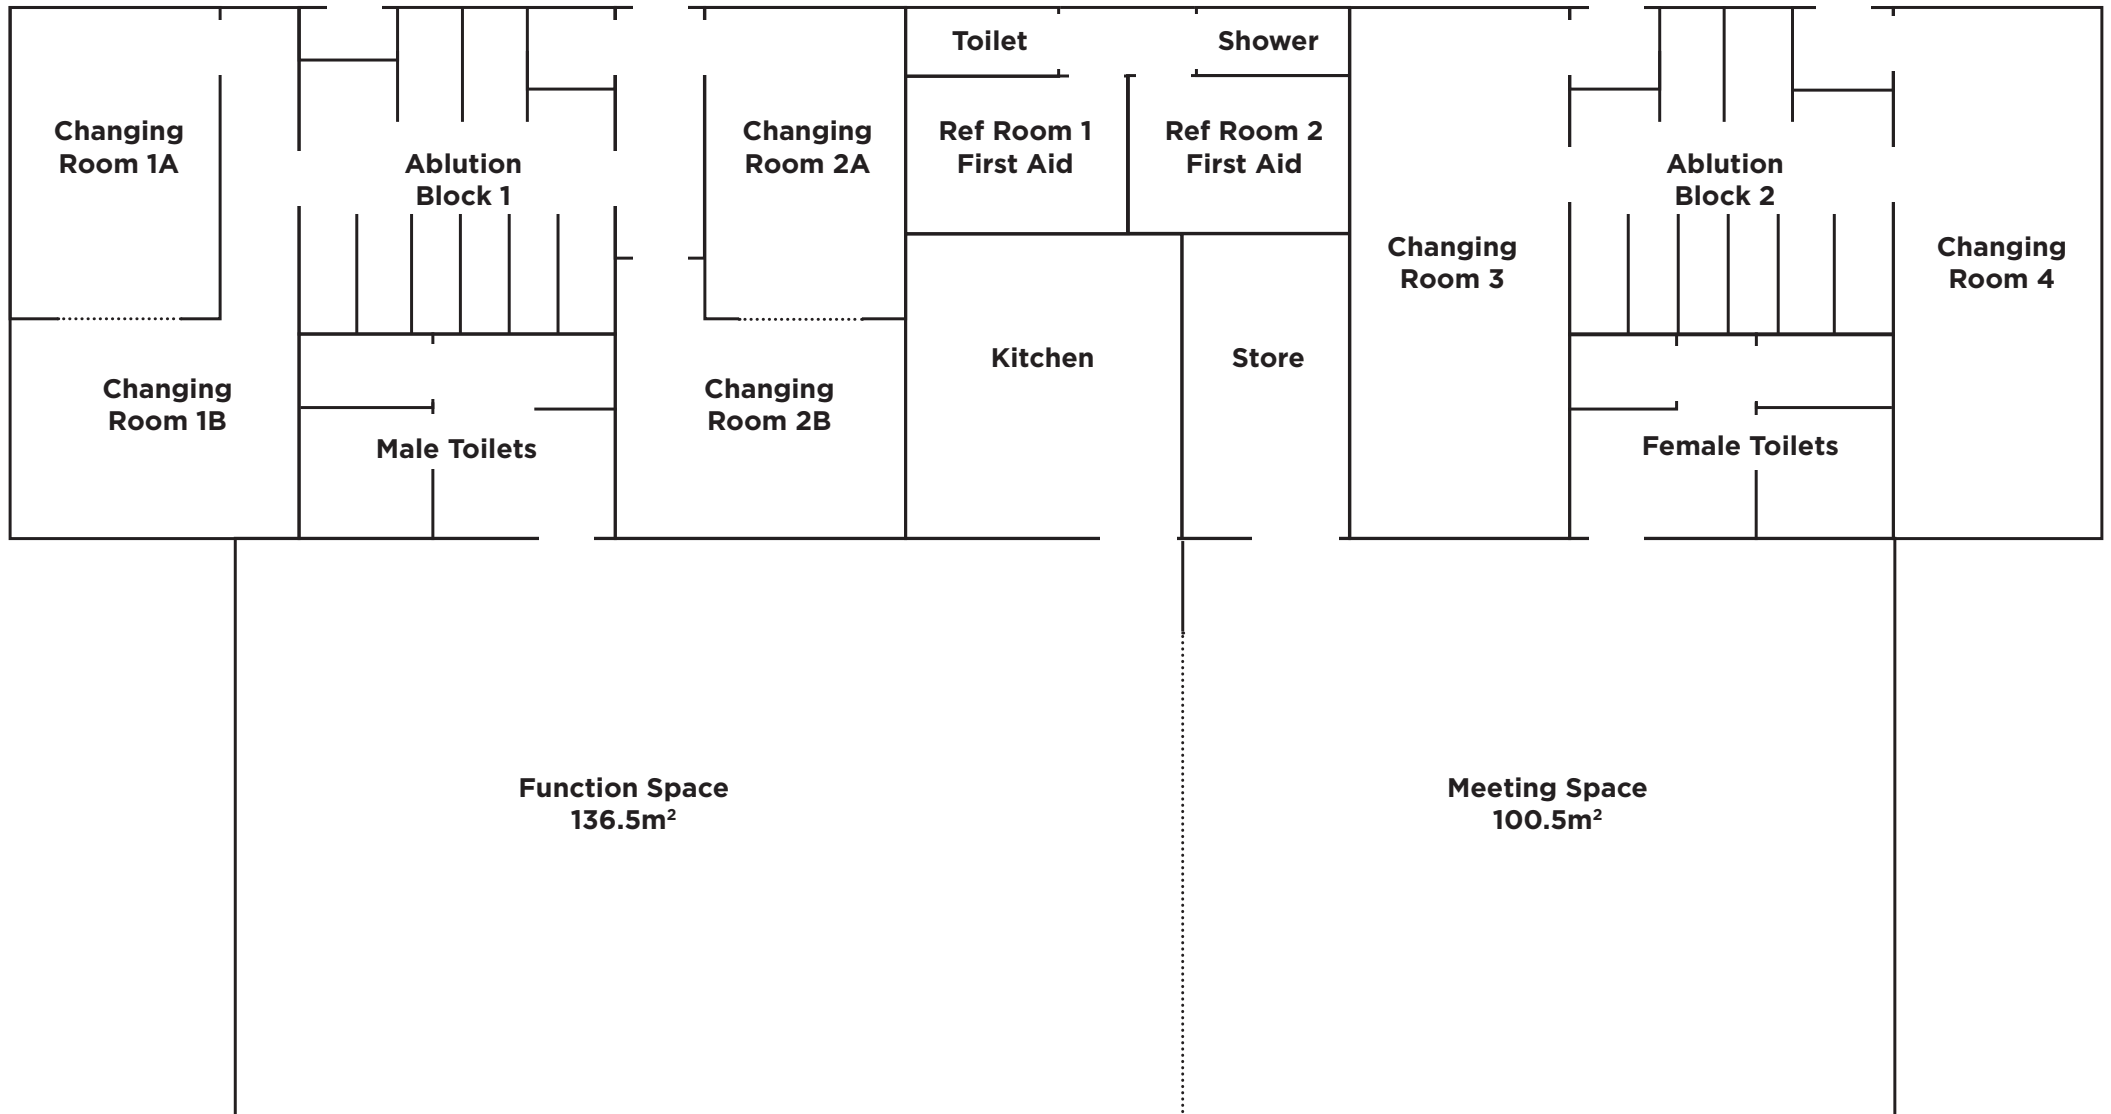 Toilet
Shower
Changing
Room 1A
Ablution
Block 1
Changing
Room 2A
Ref Room 1
First Aid
Ref Room 2
First Aid
Ablution
Block 2
Changing
Room 3
Changing
Room 4
Kitchen
Store
Changing
Room 1B
Male Toilets
Changing
Room 2B
Female Toilets
Function Space
136.5m²
Meeting Space
100.5m²